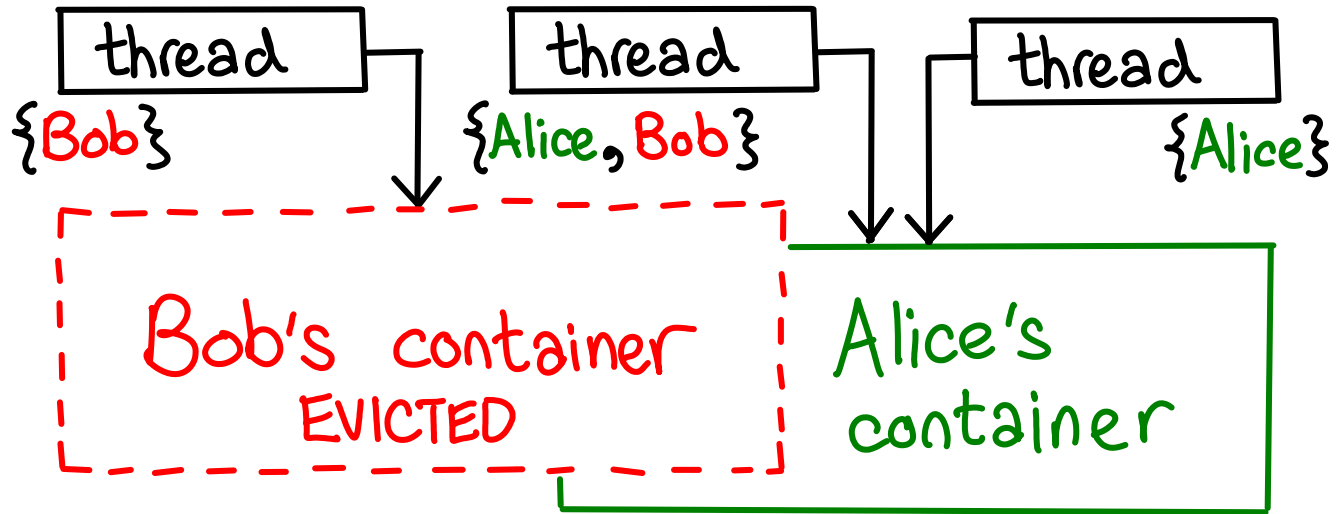 thread
thread
thread
{Bob}
{Alice, Bob}
{Alice}
Bob's container
EVICTED
Alice's
container